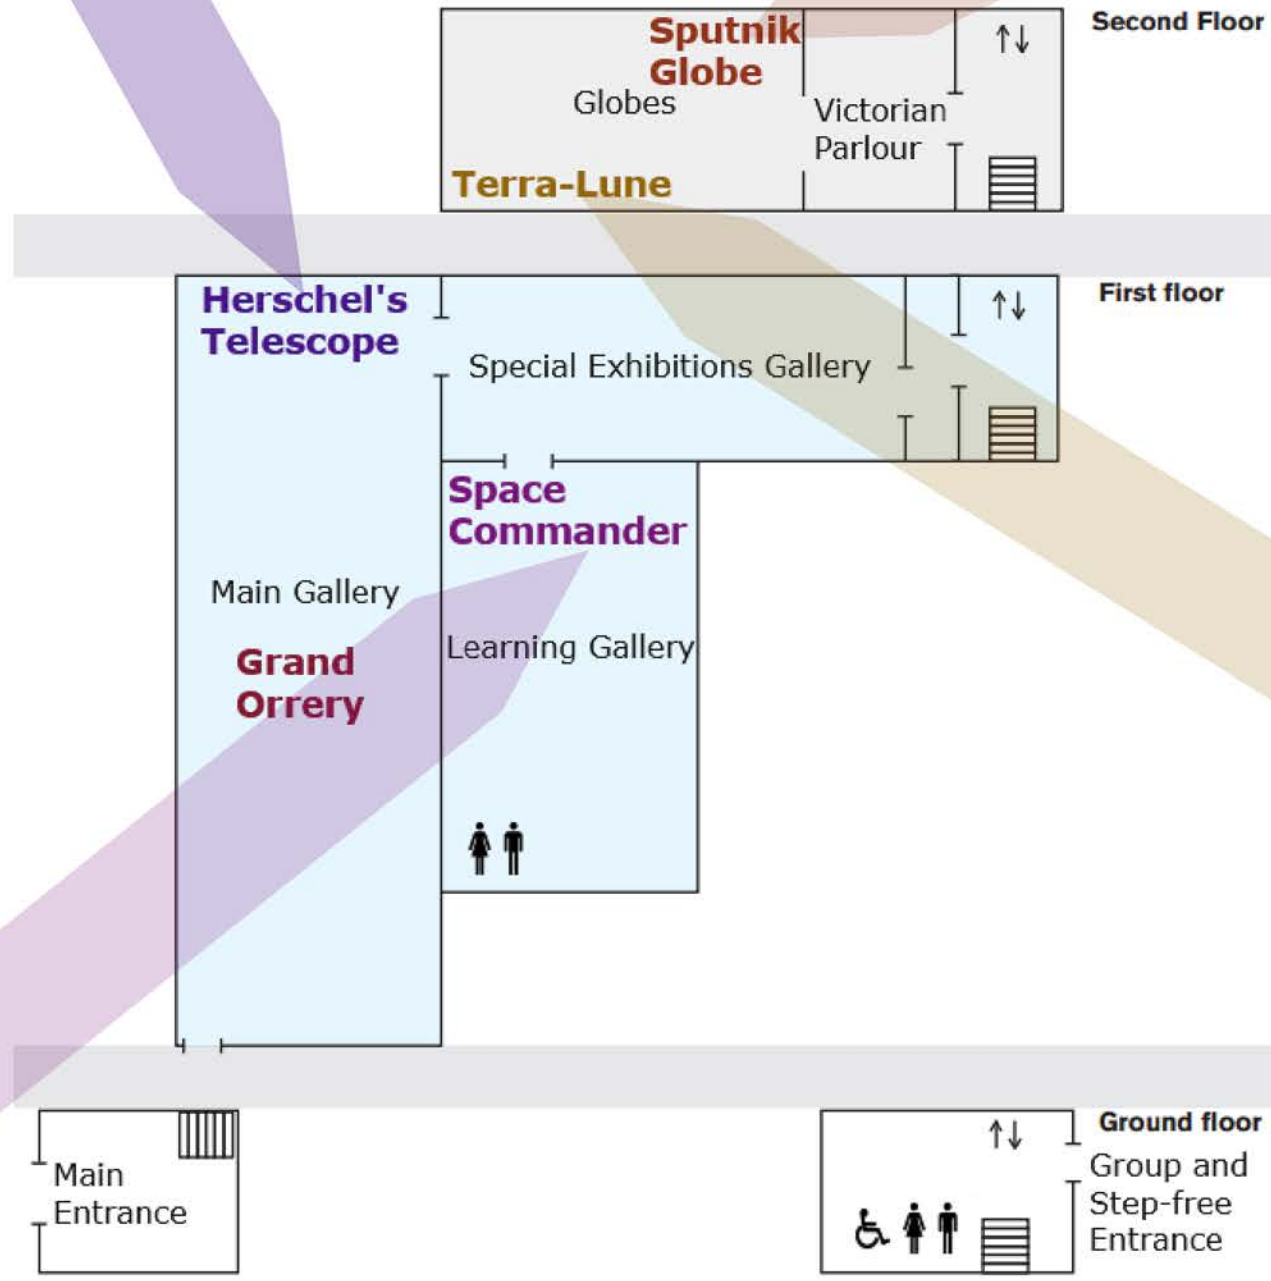 Second Floor
Sputnik
Globe
Globes
Victorian
Parlour
Terra-Lune
First floor
Herschel's
Telescope
Special Exhibitions Gallery
Space
Commander
Main Gallery
Learning Gallery
Grand
Orrery
Ground floor
Main
Entrance
Group and
Step-free
Entrance